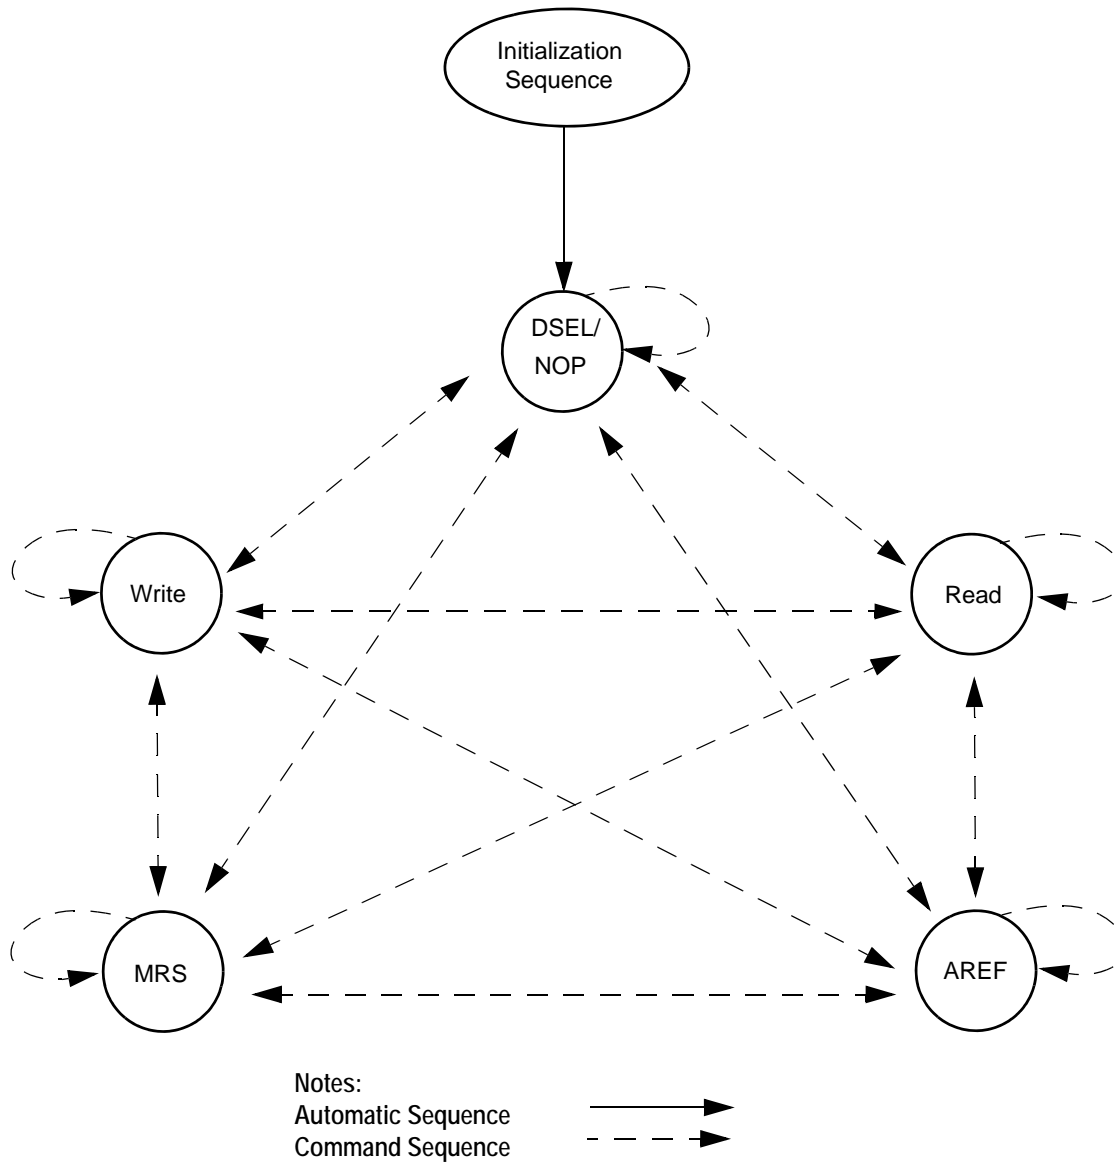 Initialization
Sequence
DSEL/
NOP
Write
Read
MRS
AREF
Notes:
Automatic Sequence
Command Sequence